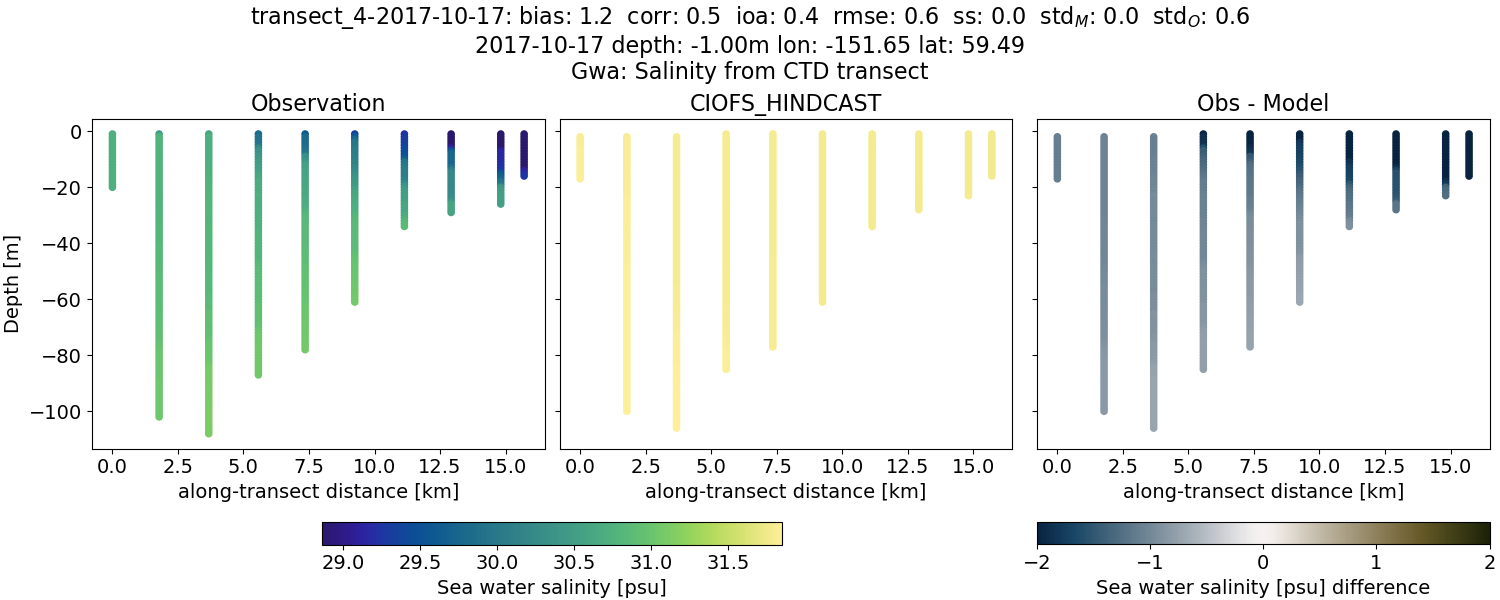 transect_4-2017-10-17: bias: 1.2 corr: 0.5 ioa: 0.4 rmse: 0.6 ss: 0.0 std_M: 0.0 std_O: 0.6
2017-10-17 depth: -1.00m lon: -151.65 lat: 59.49
Gwa: Salinity from CTD transect
Observation
CIOFS_HINDCAST
Obs - Model
Depth [m]
0
−20
−40
−60
−80
−100
0.0 2.5 5.0 7.5 10.0 12.5 15.0
along-transect distance [km]
0.0 2.5 5.0 7.5 10.0 12.5 15.0
along-transect distance [km]
0.0 2.5 5.0 7.5 10.0 12.5 15.0
along-transect distance [km]
29.0 29.5 30.0 30.5 31.0 31.5
Sea water salinity [psu]
−2 −1 0 1 2
Sea water salinity [psu] difference